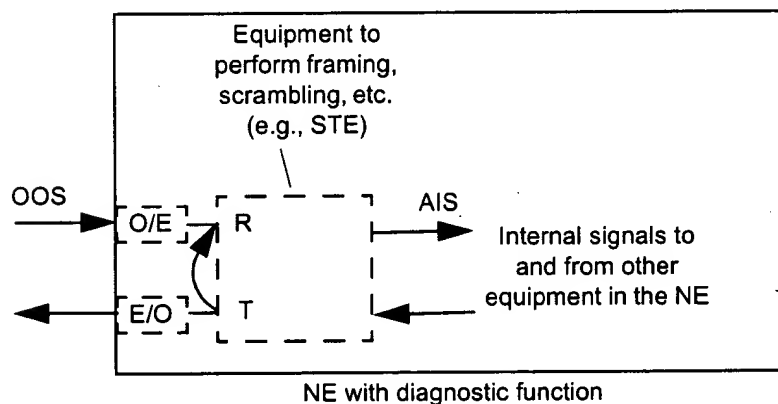 Equipment to
perform framing,
scrambling, etc.
(e.g., STE)
OOS
O/E
R
AIS
Internal signals to
and from other
equipment in the NE
E/O
T
NE with diagnostic function